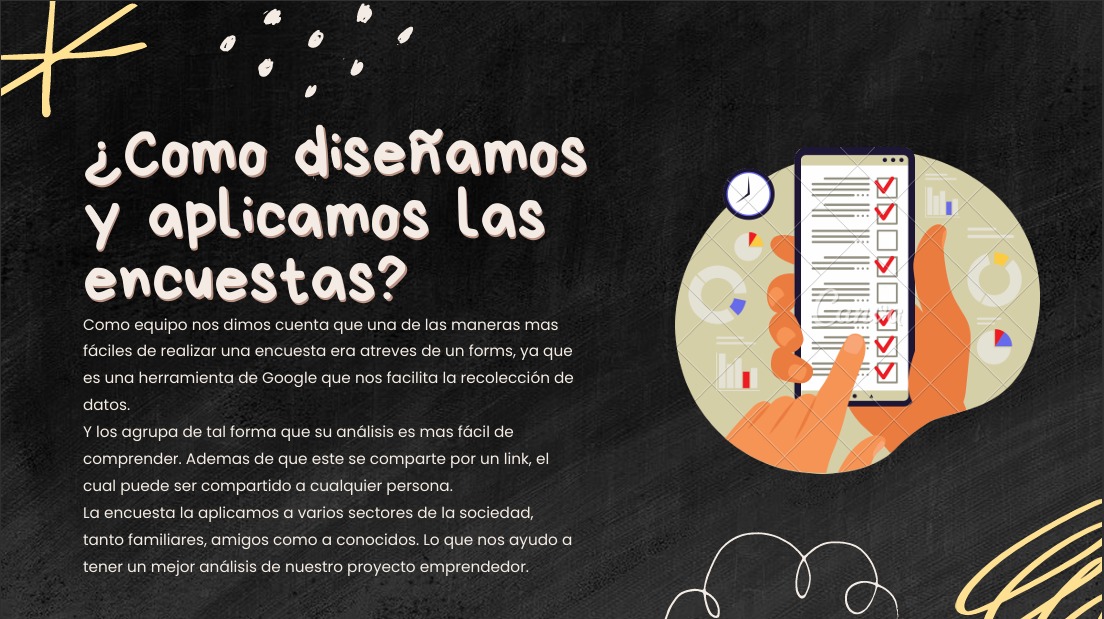 ¿Como diseñamos
y aplicamos las
encuestas?
Como equipo nos dimos cuenta que una de las maneras mas
fáciles de realizar una encuesta era atreves de un forms, ya que
es una herramienta de Google que nos facilita la recolección de
datos.
Y los agrupa de tal forma que su análisis es mas fácil de
comprender. Ademas de que este se comparte por un link, el
cual puede ser compartido a cualquier persona.
La encuesta la aplicamos a varios sectores de la sociedad,
tanto familiares, amigos como a conocidos. Lo que nos ayudo a
tener un mejor análisis de nuestro proyecto emprendedor.
Canva